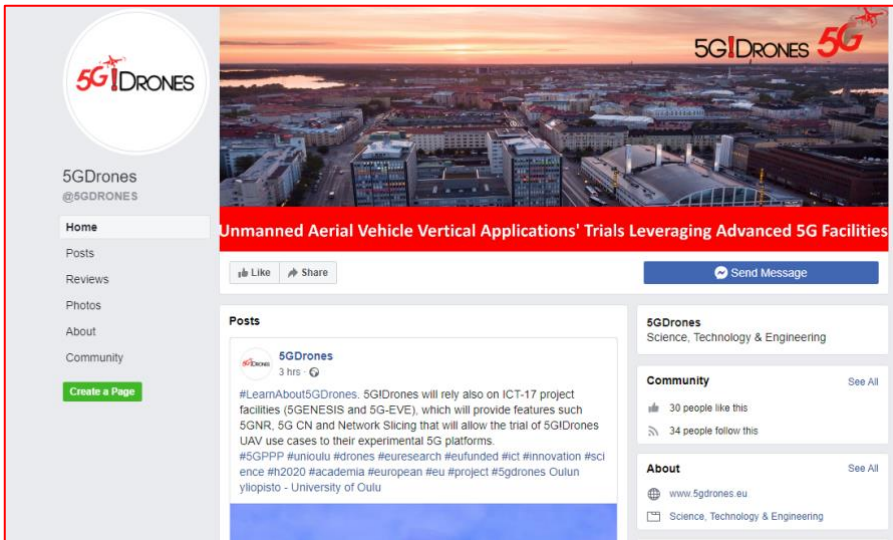 5G!DRONES
5GDrones
@5GDRONES
Home
Posts
Reviews
Photos
About
Community
Create a Page
5G!DRONES 5G
Unmanned Aerial Vehicle Vertical Applications' Trials Leveraging Advanced 5G Facilities
Like Share
Send Message
Posts
5G!DRONES
5GDrones
3 hrs ·
#LearnAbout5GDrones. 5G!Drones will rely also on ICT-17 project
facilities (5GENESIS and 5G-EVE), which will provide features such
5GNR, 5G CN and Network Slicing that will allow the trial of 5G!Drones
UAV use cases to their experimental 5G platforms.
#5GPPP #unioulu #drones #euresearch #eufunded #ict #innovation #sci
ence #h2020 #academia #european #eu #project #5gdrones Oulun
yliopisto - University of Oulu
5GDrones
Science, Technology & Engineering
Community See All
30 people like this
34 people follow this
About See All
www.5gdrones.eu
Science, Technology & Engineering